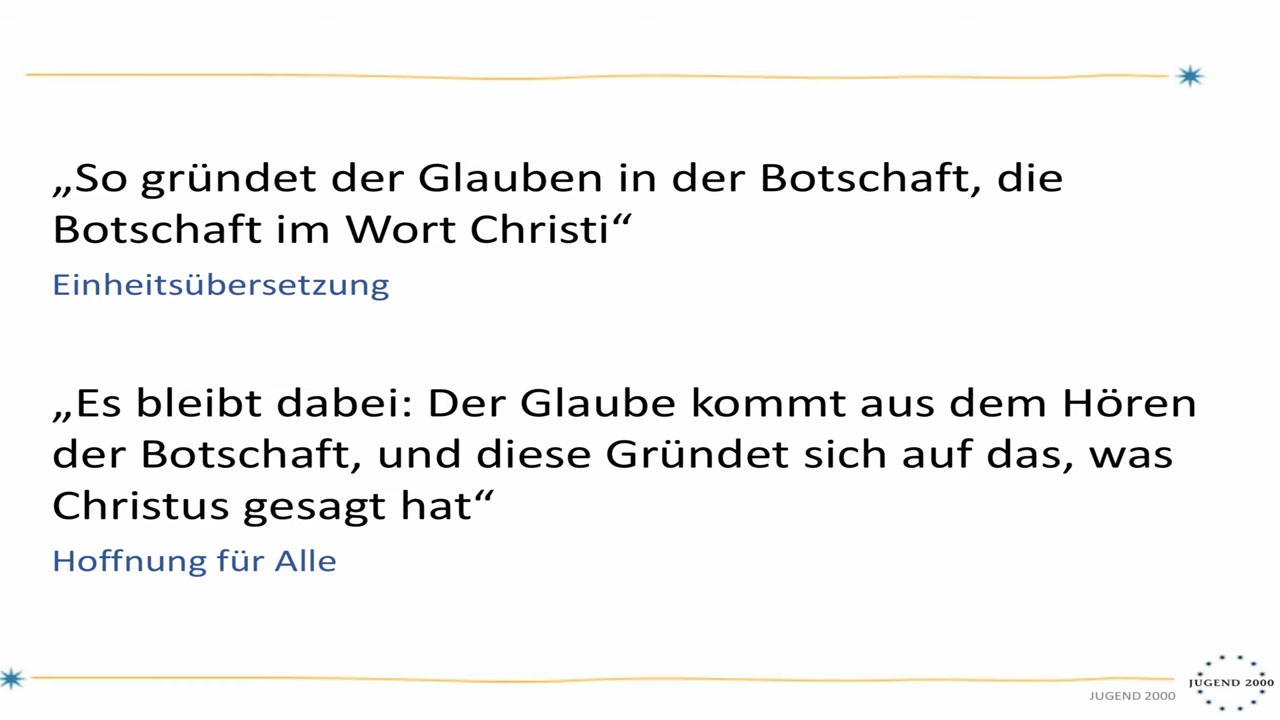 „So gründet der Glauben in der Botschaft, die
Botschaft im Wort Christi“
Einheitsübersetzung
„Es bleibt dabei: Der Glaube kommt aus dem Hören
der Botschaft, und diese Gründet sich auf das, was
Christus gesagt hat“
Hoffnung für Alle
JUGEND 2000
JUGEND 2000